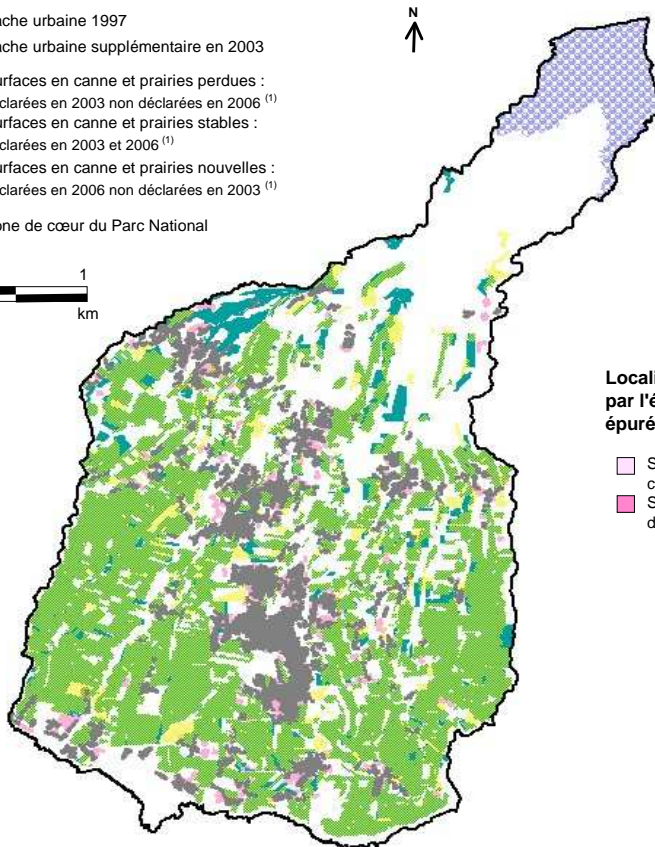 ache urbaine 1997
ache urbaine supplémentaire en 2003
urfaces en canne et prairies perdues :
clarées en 2003 non déclarées en 2006 (1)
urfaces en canne et prairies stables :
clarées en 2003 et 2006 (1)
urfaces en canne et prairies nouvelles :
clarées en 2006 non déclarées en 2003 (1)
ne de cœur du Parc National
N
1
km
Locali
par l'é
épuré
S
c
S
d